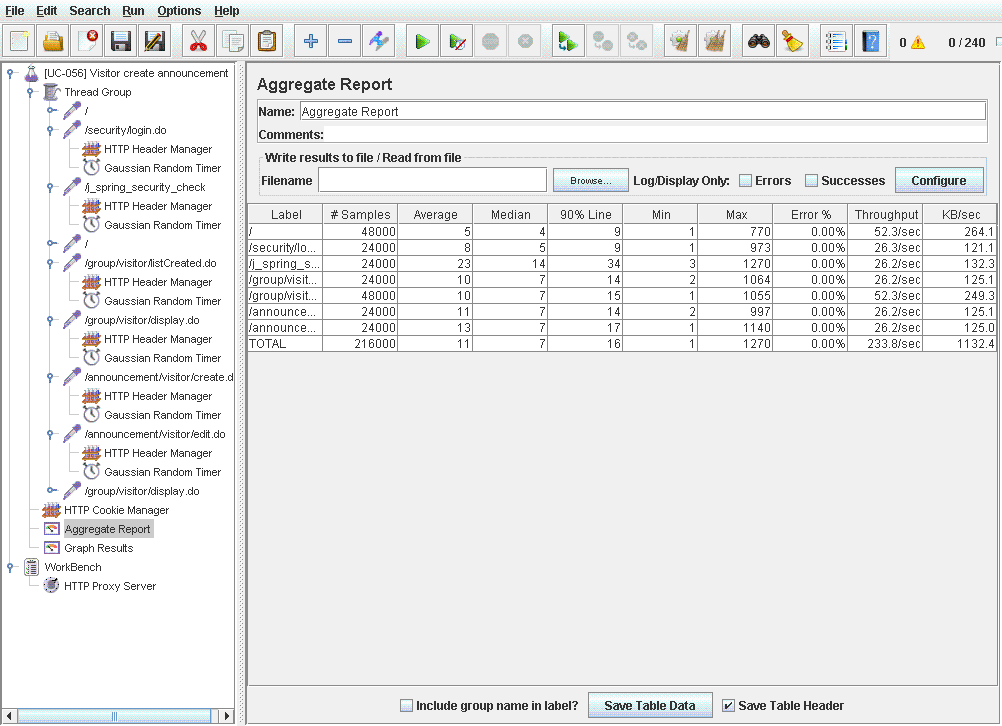 File Edit Search Run Options Help
0 0 / 240
[UC-056] Visitor create announcement
Thread Group
/
/security/login.do
HTTP Header Manager
Gaussian Random Timer
/j_spring_security_check
HTTP Header Manager
Gaussian Random Timer
/
/group/visitor/listCreated.do
HTTP Header Manager
Gaussian Random Timer
/group/visitor/display.do
HTTP Header Manager
Gaussian Random Timer
/announcement/visitor/create.d
HTTP Header Manager
Gaussian Random Timer
/announcement/visitor/edit.do
HTTP Header Manager
Gaussian Random Timer
/group/visitor/display.do
HTTP Cookie Manager
Aggregate Report
Graph Results
WorkBench
HTTP Proxy Server
Aggregate Report
Name: Aggregate Report
Comments:
Write results to file / Read from file
Filename Browse... Log/Display Only: Errors Successes Configure
Label # Samples Average Median 90% Line Min Max Error % Throughput KB/sec
/ 48000 5 4 9 1 770 0.00% 52.3/sec 264.1
/security/lo... 24000 8 5 9 1 973 0.00% 26.3/sec 121.1
/j_spring_s... 24000 23 14 34 3 1270 0.00% 26.2/sec 132.3
/group/visit... 24000 10 7 14 2 1064 0.00% 26.2/sec 125.1
/group/visit... 48000 10 7 15 1 1055 0.00% 52.3/sec 249.3
/announce... 24000 11 7 14 2 997 0.00% 26.2/sec 125.1
/announce... 24000 13 7 17 1 1140 0.00% 26.2/sec 125.0
TOTAL 216000 11 7 16 1 1270 0.00% 233.8/sec 1132.4
Include group name in label? Save Table Data Save Table Header